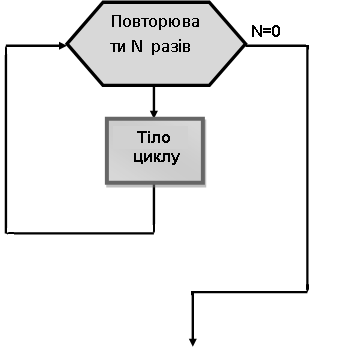 Повторюва
ти N разів
N=0
Тіло
циклу